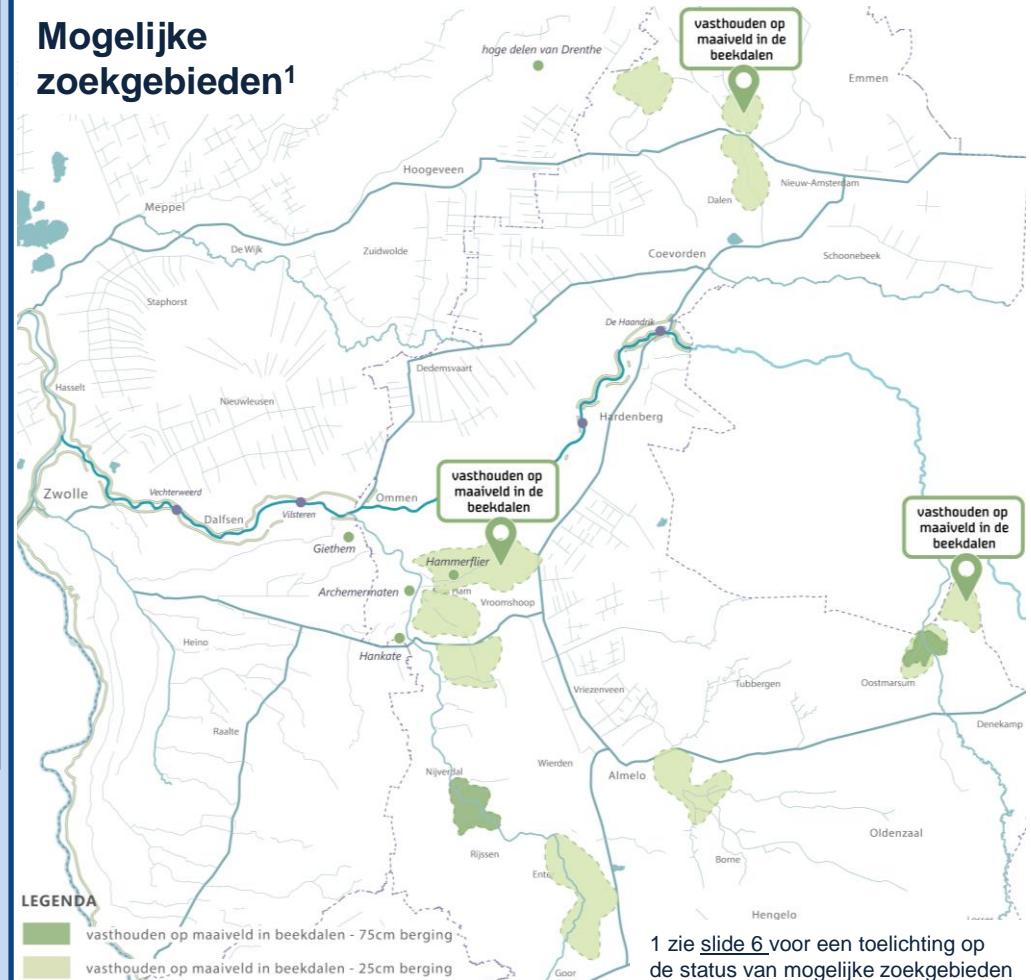 Mogelijke
zoekgebieden¹
vasthouden op
maaiveld in de
beekdalen
hoge delen van Drenthe
Emmen
Hoogeveen
Nieuw-Amsterdam
Meppel
Dalen
De Wijk
Zuidwolde
Coevorden
Schoonebeek
Staphorst
De Haandrik
Dedemsvaart
Hasselt
Nieuwleusen
Hardenberg
vasthouden op
maaiveld in de
beekdalen
Zwolle
Vechterweerd
Ommen
Vilsteren
Dalfsen
vasthouden op
maaiveld in de
beekdalen
Giethem
Hammerflier
Archemermaten
Vroomshoop
Heino
Hankate
Vriezenveen
Tubbergen
Oostmarsum
Raalte
Denekamp
Wierden
Nijverdal
Almelo
Rijssen
Oldenzaal
Borne
Hengelo
LEGENDA
vasthouden op maaiveld in beekdalen - 75cm berging
vasthouden op maaiveld in beekdalen - 25cm berging
Goor
1 zie slide 6 voor een toelichting op
de status van mogelijke zoekgebieden